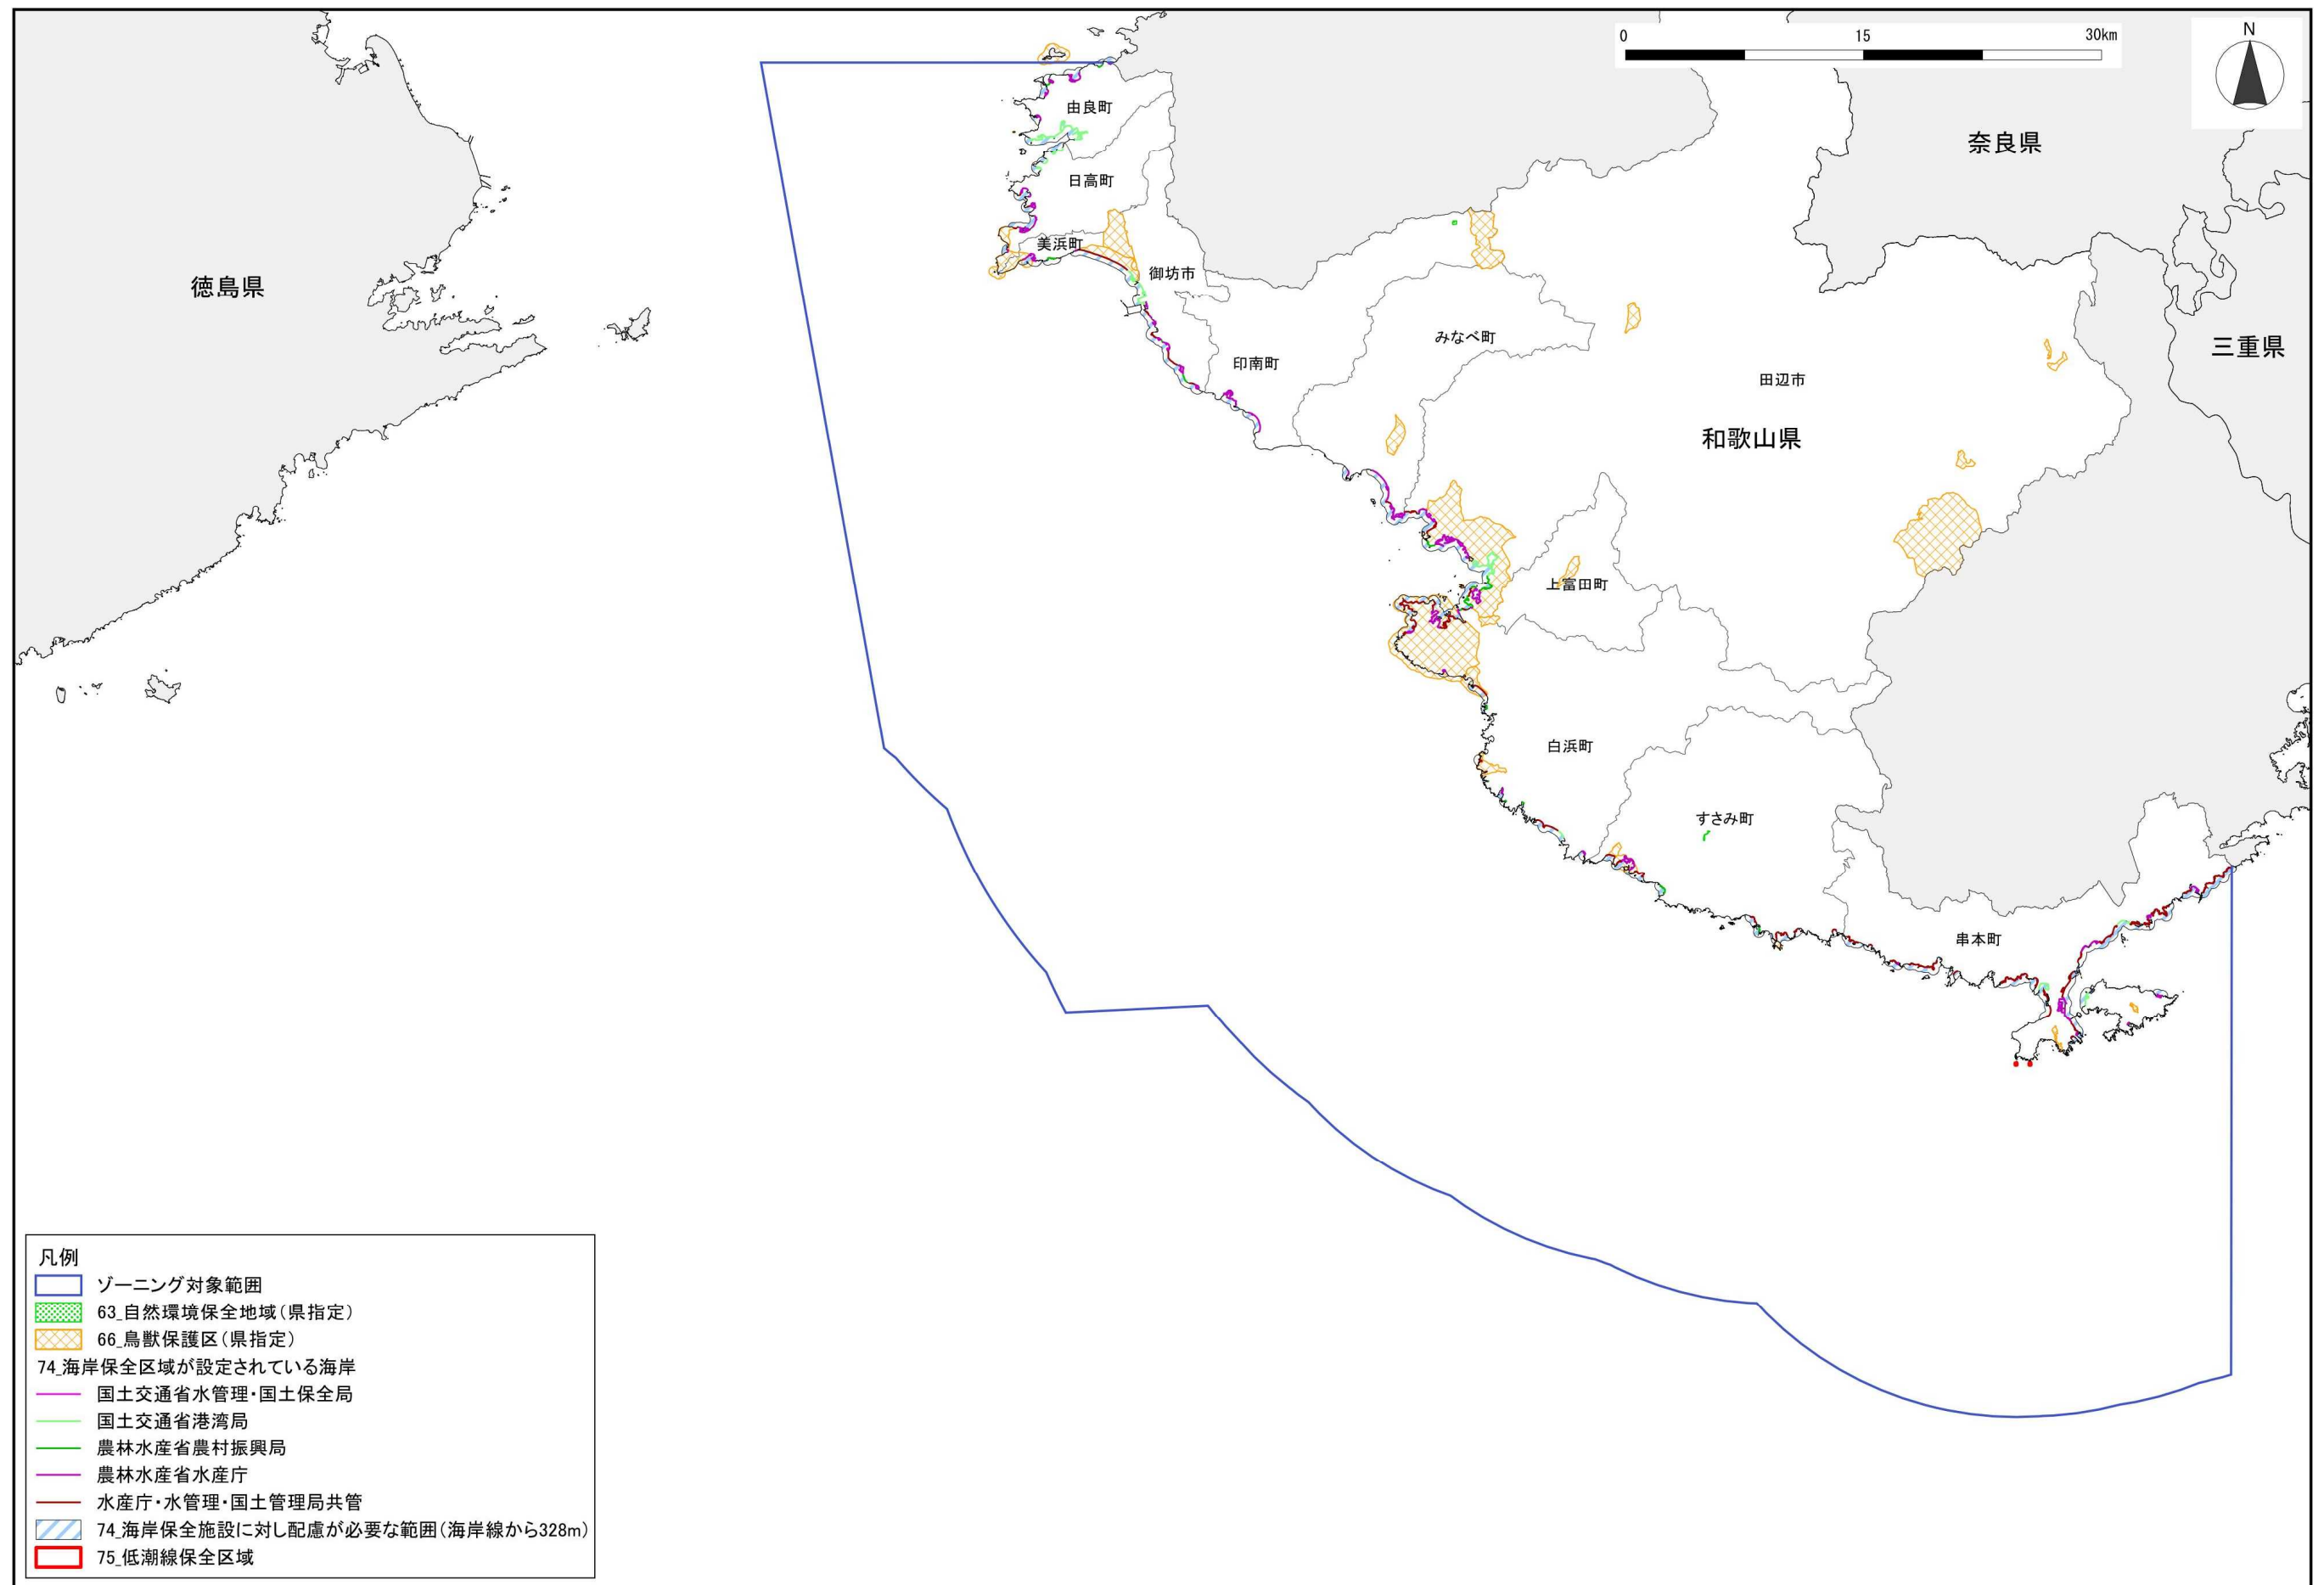 0 15 30km
N
由良町
奈良県
日高町
美浜町
御坊市
徳島県
みなべ町
三重県
印南町
田辺市
和歌山県
上富田町
白浜町
すさみ町
串本町
凡例
ゾーニング対象範囲
63_自然環境保全地域(県指定)
66_鳥獣保護区(県指定)
74_海岸保全区域が設定されている海岸
国土交通省水管理・国土保全局
国土交通省港湾局
農林水産省農村振興局
農林水産省水産庁
水産庁・水管理・国土管理局共管
74_海岸保全施設に対し配慮が必要な範囲(海岸線から328m)
75_低潮線保全区域